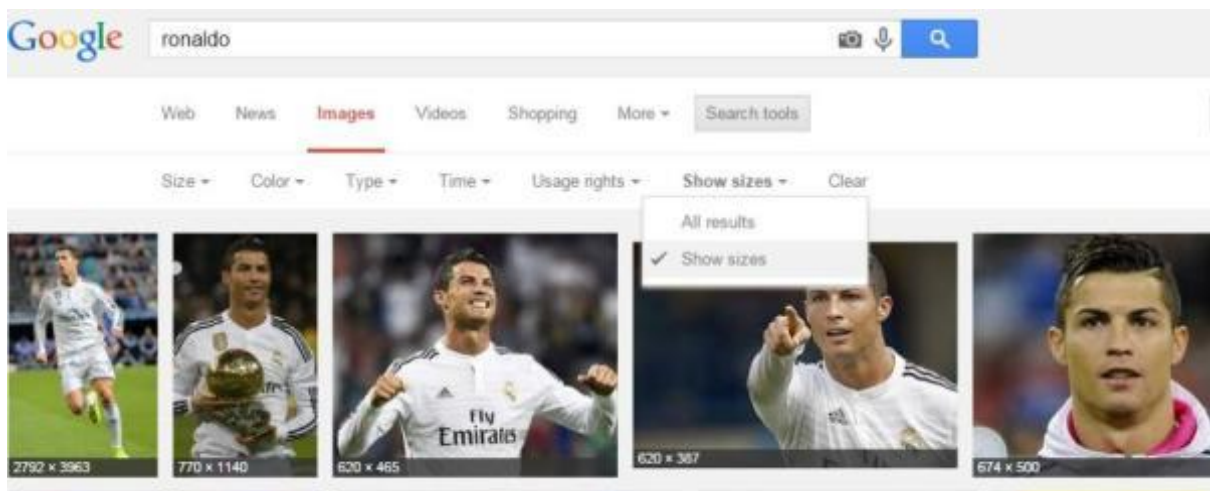 Google ronaldo
Web News Images Videos Shopping More Search tools
Size Color Type Time Usage rights Show sizes Clear
All results
Show sizes
Fly
Emirates
2792 × 3963 770 × 1140 620 × 465 620 × 387 674 × 500